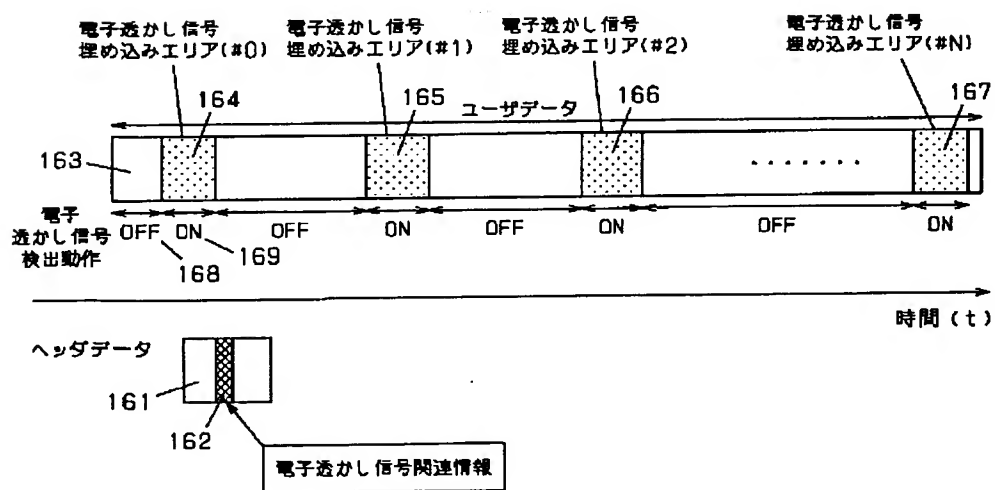 電子透かし信号
埋め込みエリア(#0)
電子透かし信号
埋め込みエリア(#1)
電子透かし信号
埋め込みエリア(#2)
電子透かし信号
埋め込みエリア(#N)
164
165
166
167
ユーザデータ
163
・・・・・・・
電子
透かし信号
検出動作
OFF
ON
OFF
ON
OFF
ON
OFF
ON
168
169
時間(t)
ヘッダデータ
161
162
電子透かし信号関連情報